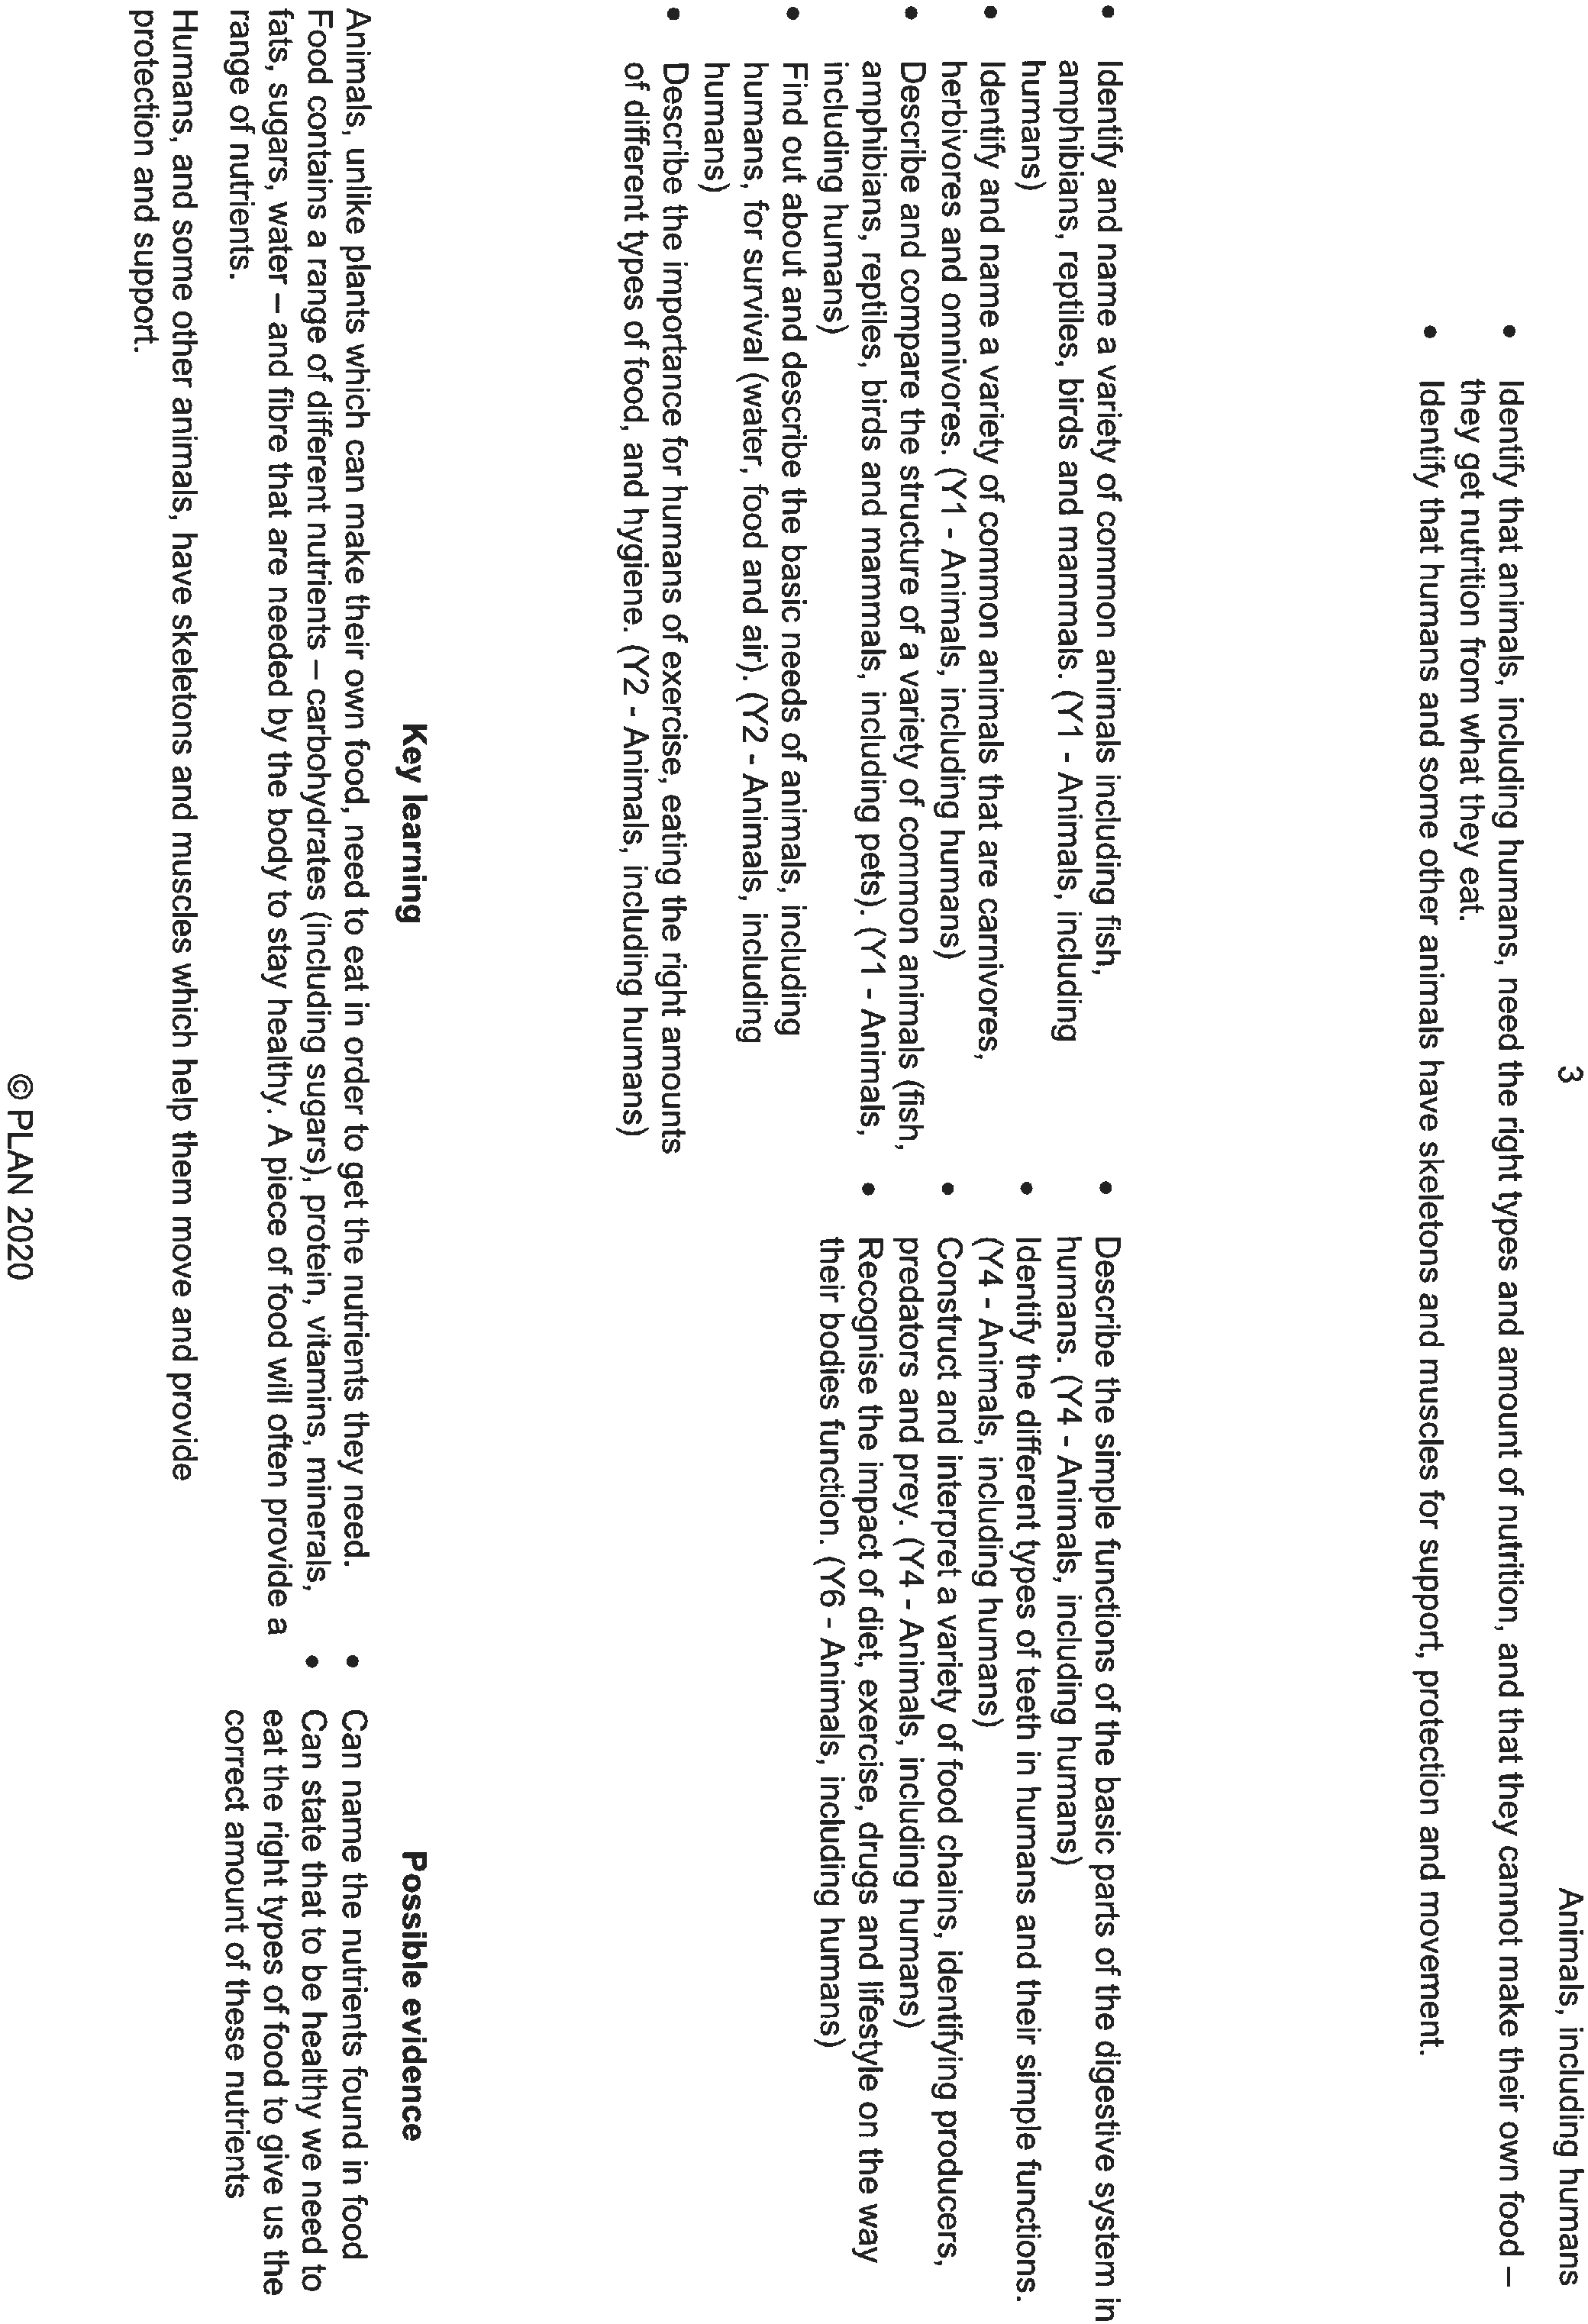 3
Animals, including humans
• Identify that animals, including humans, need the right types and amount of nutrition, and that they cannot make their own food –
they get nutrition from what they eat.
• Identify that humans and some other animals have skeletons and muscles for support, protection and movement.
• Identify and name a variety of common animals including fish,
amphibians, reptiles, birds and mammals. (Y1 - Animals, including
humans)
• Identify and name a variety of common animals that are carnivores,
herbivores and omnivores. (Y1 - Animals, including humans)
• Describe and compare the structure of a variety of common animals (fish,
amphibians, reptiles, birds and mammals, including pets). (Y1 - Animals,
including humans)
• Find out about and describe the basic needs of animals, including
humans, for survival (water, food and air). (Y2 - Animals, including
humans)
• Describe the importance for humans of exercise, eating the right amounts
of different types of food, and hygiene. (Y2 - Animals, including humans)
• Describe the simple functions of the basic parts of the digestive system in
humans. (Y4 - Animals, including humans)
• Identify the different types of teeth in humans and their simple functions.
(Y4 - Animals, including humans)
• Construct and interpret a variety of food chains, identifying producers,
predators and prey. (Y4 - Animals, including humans)
• Recognise the impact of diet, exercise, drugs and lifestyle on the way
their bodies function. (Y6 - Animals, including humans)
Key learning
Animals, unlike plants which can make their own food, need to eat in order to get the nutrients they need.
Food contains a range of different nutrients – carbohydrates (including sugars), protein, vitamins, minerals,
fats, sugars, water – and fibre that are needed by the body to stay healthy. A piece of food will often provide a
range of nutrients.
Humans, and some other animals, have skeletons and muscles which help them move and provide
protection and support.
Possible evidence
• Can name the nutrients found in food
• Can state that to be healthy we need to
eat the right types of food to give us the
correct amount of these nutrients
© PLAN 2020